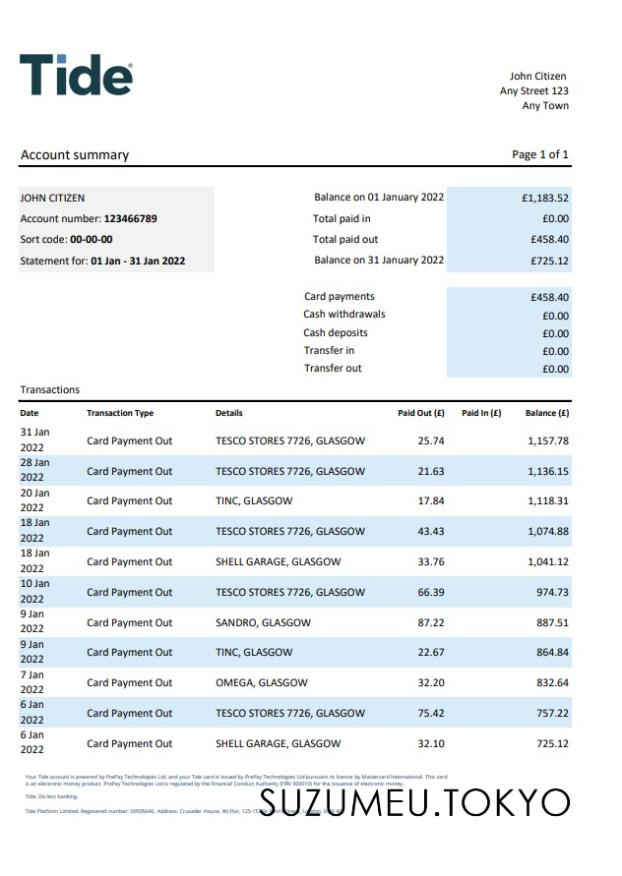 Tide®
John Citizen
Any Street 123
Any Town
Account summary Page 1 of 1
JOHN CITIZEN
Account number: 123466789
Sort code: 00-00-00
Statement for: 01 Jan - 31 Jan 2022
Balance on 01 January 2022 £1,183.52
Total paid in £0.00
Total paid out £458.40
Balance on 31 January 2022 £725.12
Card payments £458.40
Cash withdrawals £0.00
Cash deposits £0.00
Transfer in £0.00
Transfer out £0.00
Transactions
Date Transaction Type Details Paid Out (£) Paid In (£) Balance (£)
31 Jan 2022 Card Payment Out TESCO STORES 7726, GLASGOW 25.74 1,157.78
28 Jan 2022 Card Payment Out TESCO STORES 7726, GLASGOW 21.63 1,136.15
20 Jan 2022 Card Payment Out TINC, GLASGOW 17.84 1,118.31
18 Jan 2022 Card Payment Out TESCO STORES 7726, GLASGOW 43.43 1,074.88
18 Jan 2022 Card Payment Out SHELL GARAGE, GLASGOW 33.76 1,041.12
10 Jan 2022 Card Payment Out TESCO STORES 7726, GLASGOW 66.39 974.73
9 Jan 2022 Card Payment Out SANDRO, GLASGOW 87.22 887.51
9 Jan 2022 Card Payment Out TINC, GLASGOW 22.67 864.84
7 Jan 2022 Card Payment Out OMEGA, GLASGOW 32.20 832.64
6 Jan 2022 Card Payment Out TESCO STORES 7726, GLASGOW 75.42 757.22
6 Jan 2022 Card Payment Out SHELL GARAGE, GLASGOW 32.10 725.12
Your Tide account is powered by PrePay Technologies Ltd, and your Tide card is issued by PrePay Technologies Ltd pursuant to licence by Mastercard International. This card
is an electronic money product. PrePay Technologies Ltd is regulated by the Financial Conduct Authority (FRN 900010) for the issuance of electronic money.
Tide. Do less banking.
Tide Platform Limited. Registered number: 09595646, Address: Crusader House,
SUZUMEU.TOKYO